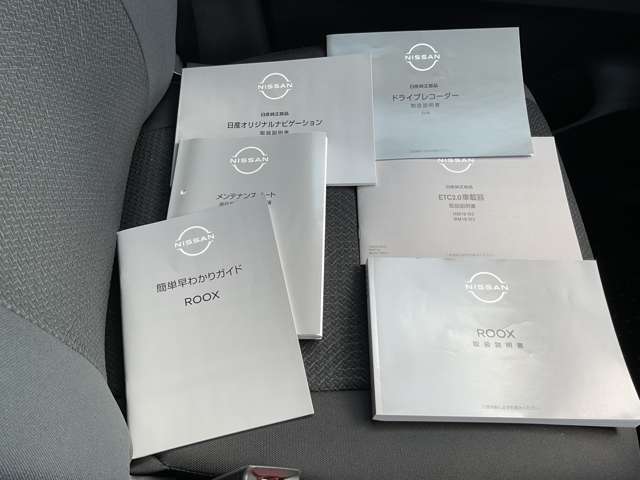 NISSAN
日産純正部品
日産オリジナルナビゲーション
取扱説明書
NISSAN
日産純正部品
ドライブレコーダー
取扱説明書
NISSAN
メンテナンスノート
NISSAN
日産純正部品
ETC2.0車載器
取扱説明書
NISSAN
簡単早わかりガイド
ROOX
NISSAN
ROOX
取扱説明書